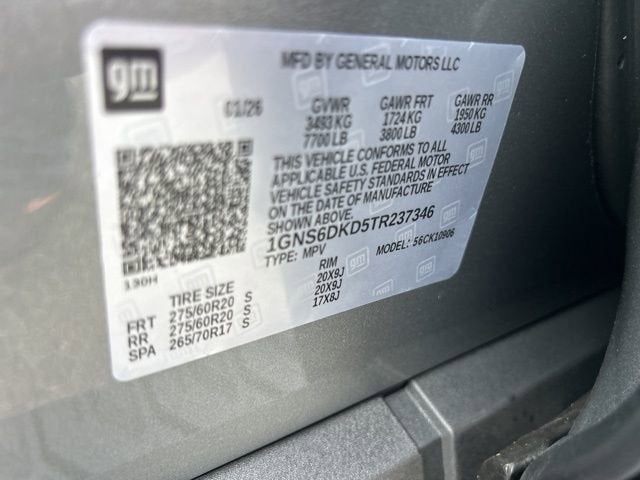 gm
MFD BY GENERAL MOTORS LLC
01/26 GVWR GAWR FRT GAWR RR
3493 KG 1724 KG 1950 KG
7700 LB 3800 LB 4300 LB
THIS VEHICLE CONFORMS TO ALL
APPLICABLE U.S. FEDERAL MOTOR
VEHICLE SAFETY STANDARDS IN EFFECT
ON THE DATE OF MANUFACTURE
1GNS6DKD5TR237346
TYPE: MPV MODEL: 56CK10906
130H
TIRE SIZE RIM
FRT 275/60R20 S 20X9J
RR 275/60R20 S 20X9J
SPA 265/70R17 S 17X8J